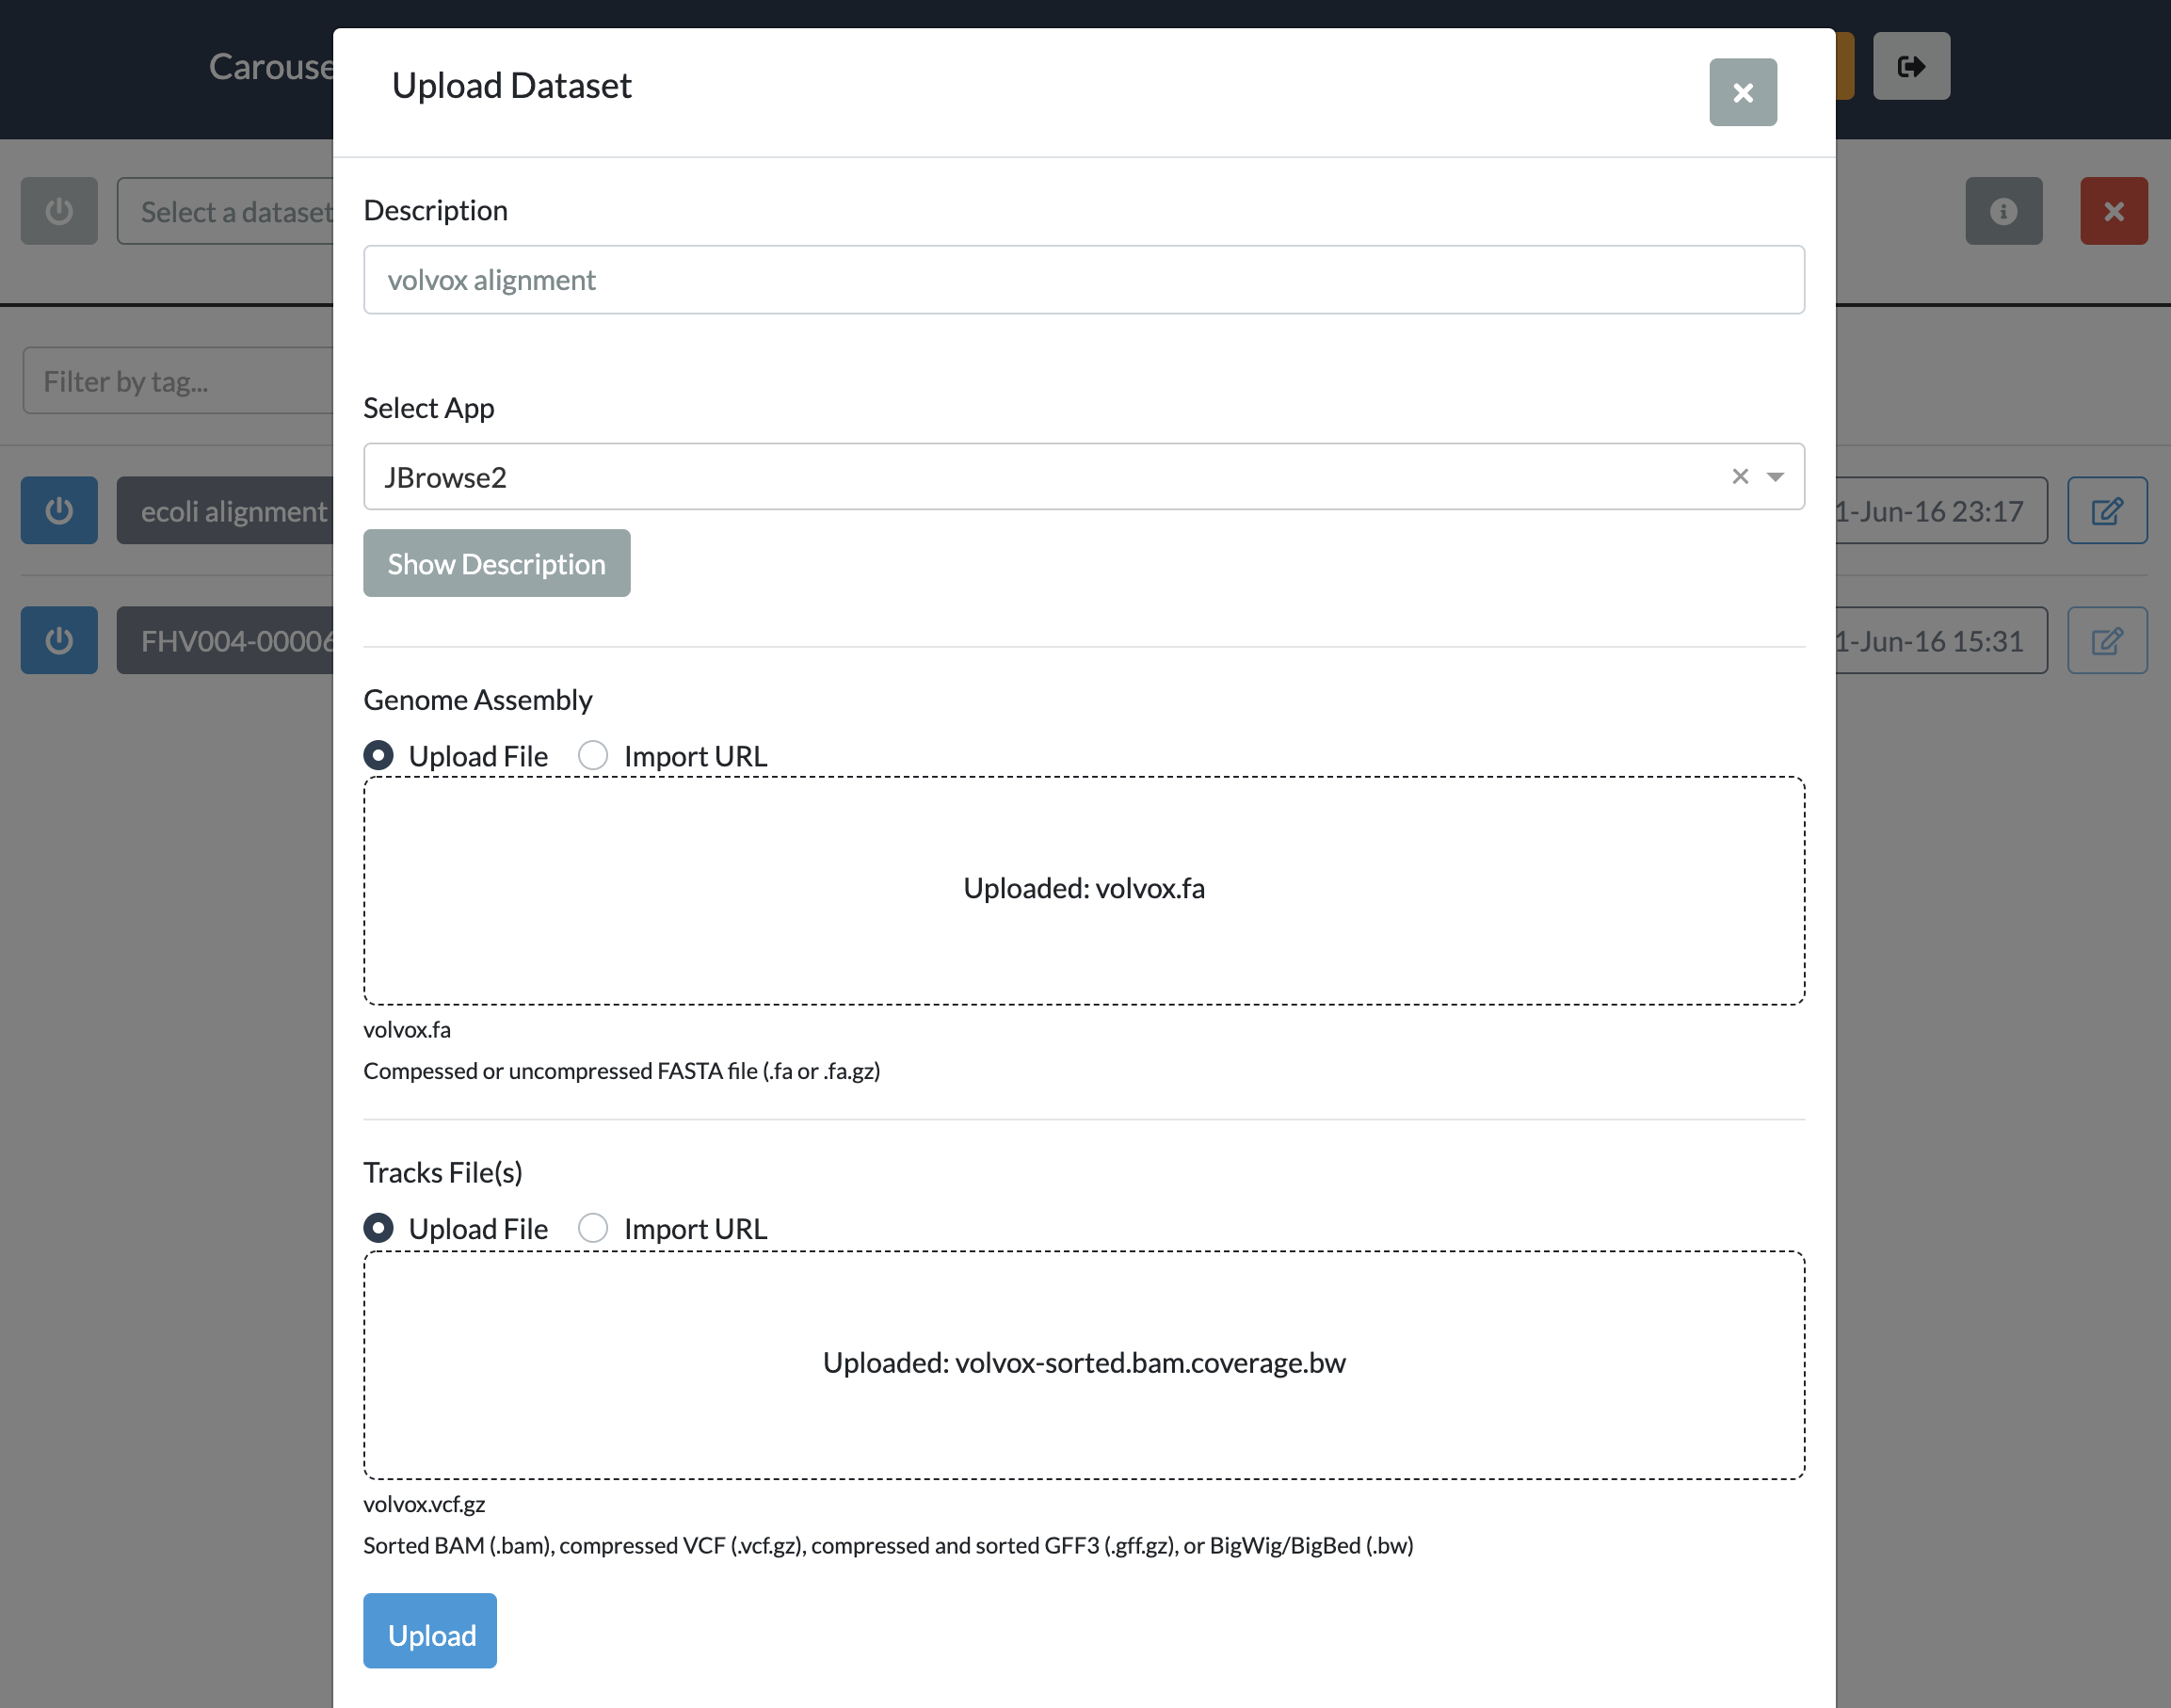 Carouse
Upload Dataset
Select a dataset
Description
volvox alignment
Filter by tag...
Select App
JBrowse2
ecoli alignment
1-Jun-16 23:17
Show Description
FHV004-00006
1-Jun-16 15:31
Genome Assembly
Upload File Import URL
Uploaded: volvox.fa
volvox.fa
Compessed or uncompressed FASTA file (.fa or .fa.gz)
Tracks File(s)
Upload File Import URL
Uploaded: volvox-sorted.bam.coverage.bw
volvox.vcf.gz
Sorted BAM (.bam), compressed VCF (.vcf.gz), compressed and sorted GFF3 (.gff.gz), or BigWig/BigBed (.bw)
Upload